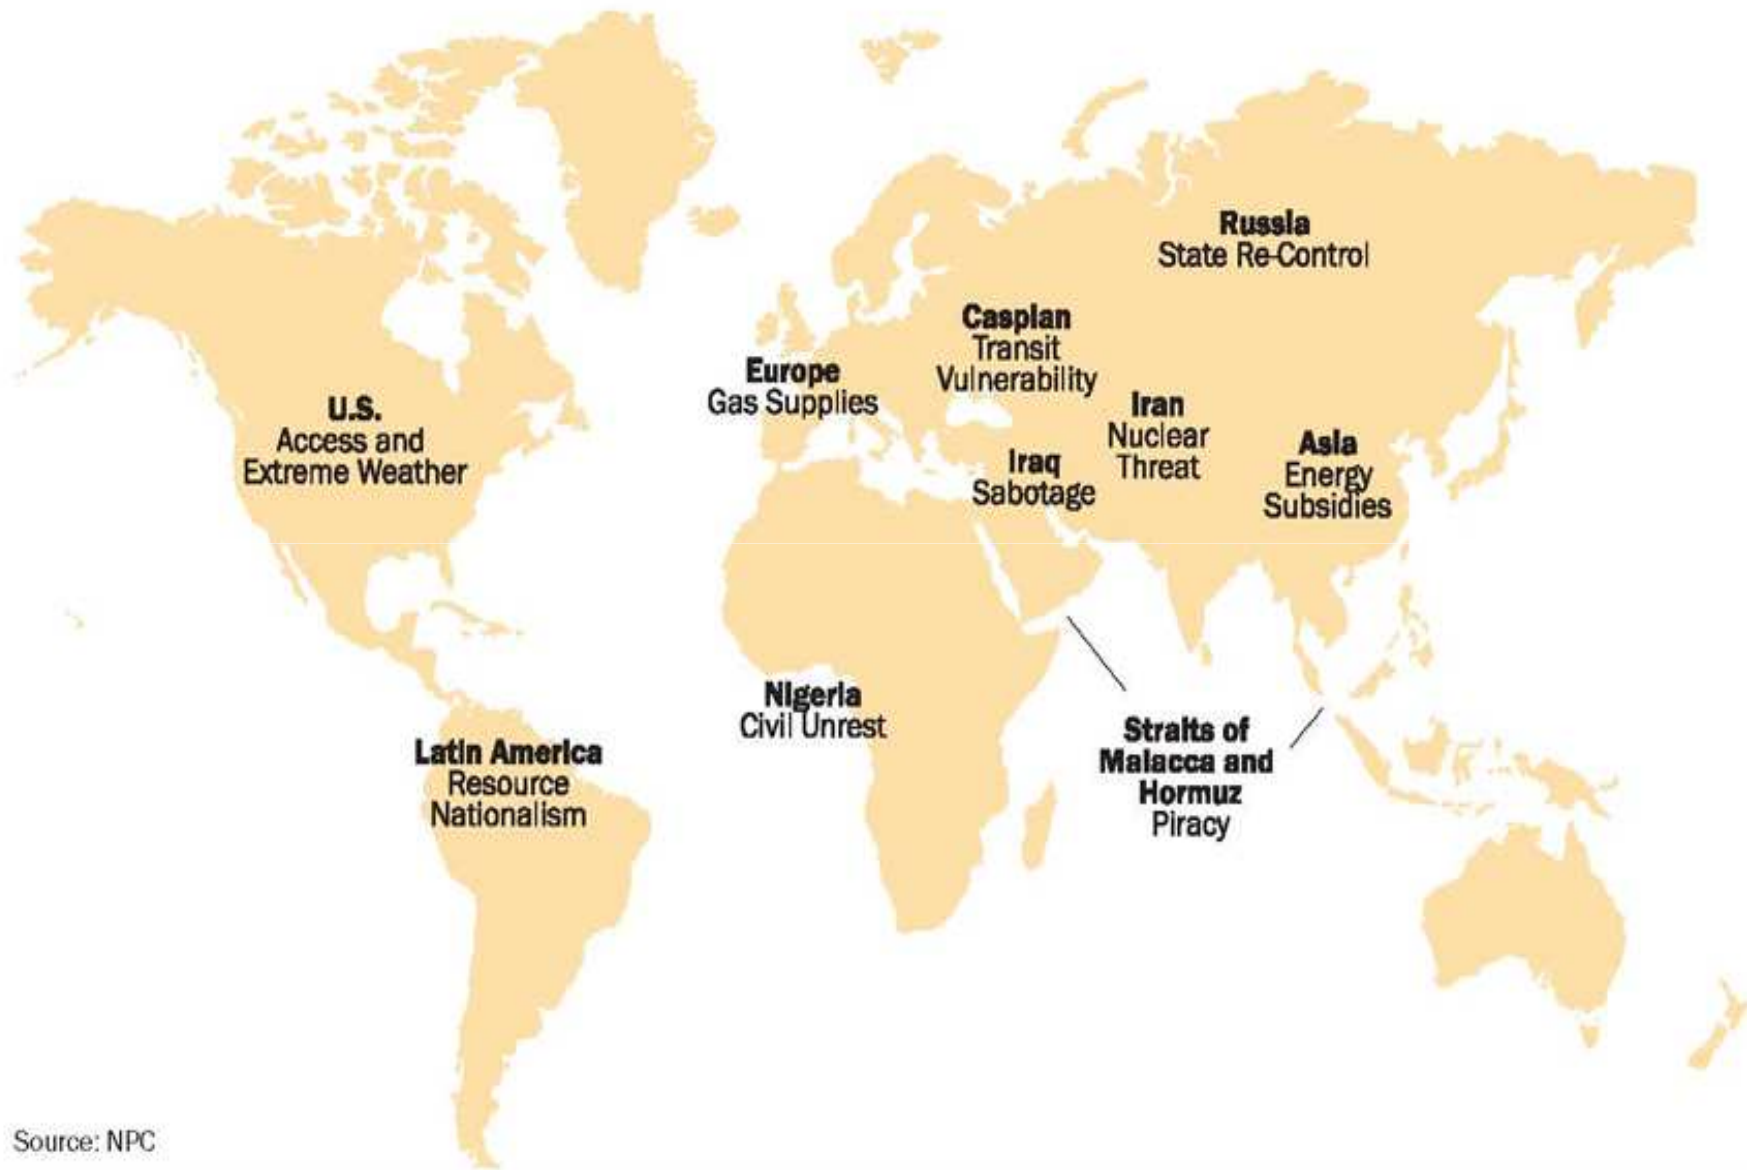 Russia
State Re-Control
Caspian
Transit
Vulnerability
Europe
Gas Supplies
U.S.
Access and
Extreme Weather
Iran
Nuclear
Threat
Iraq
Sabotage
Asia
Energy
Subsidies
Nigeria
Civil Unrest
Latin America
Resource
Nationalism
Straits of
Malacca and
Hormuz
Piracy
Source: NPC